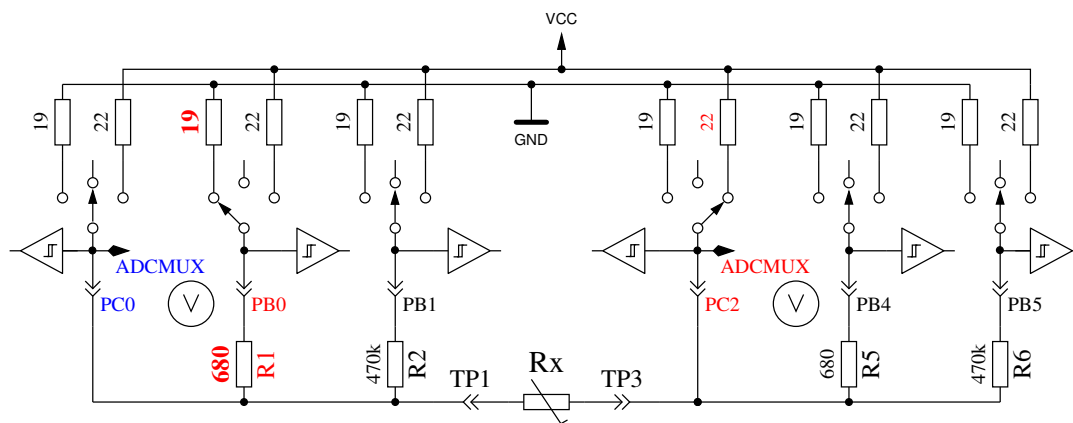 VCC
19
22
19
22
19
22
GND
19
22
19
22
19
22
ADCMUX
ADCMUX
PC0
V
PB0
PB1
PC2
V
PB4
PB5
680
R1
470k
R2
TP1
Rx
TP3
680
R5
470k
R6